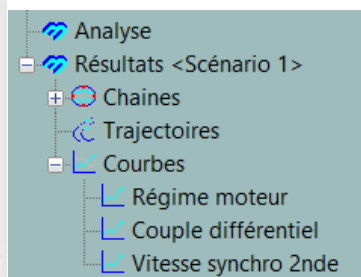 Analyse
Résultats <Scénario 1>
Chaines
Trajectoires
Courbes
Régime moteur
Couple différentiel
Vitesse synchro 2nde